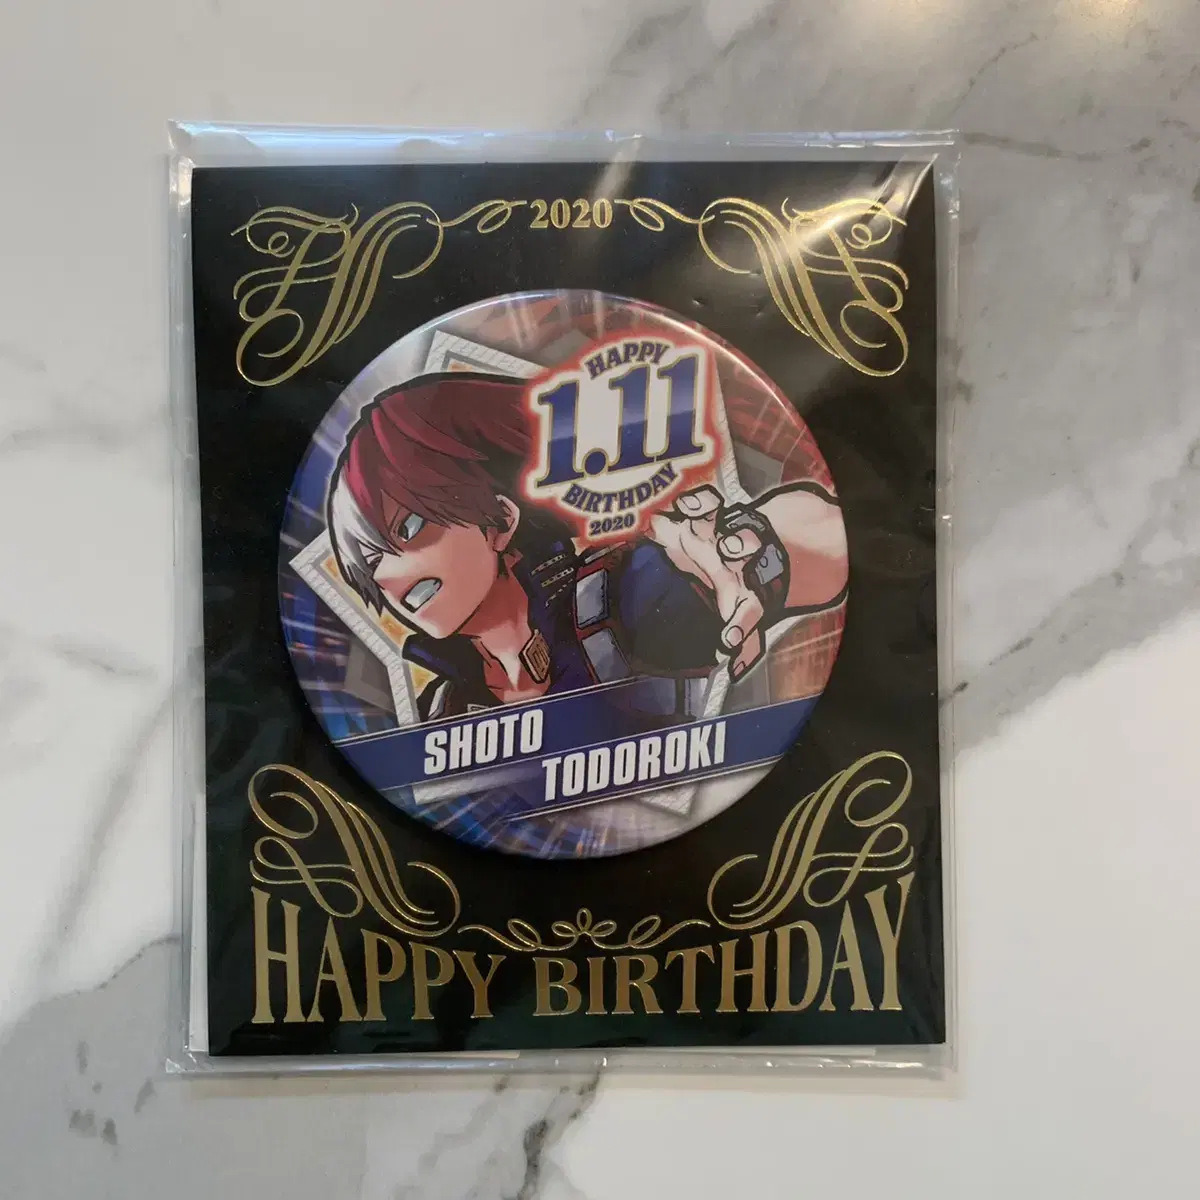 2020
HAPPY
1.11
BIRTHDAY
2020
SHOTO
TODOROKI
HAPPY BIRTHDAY